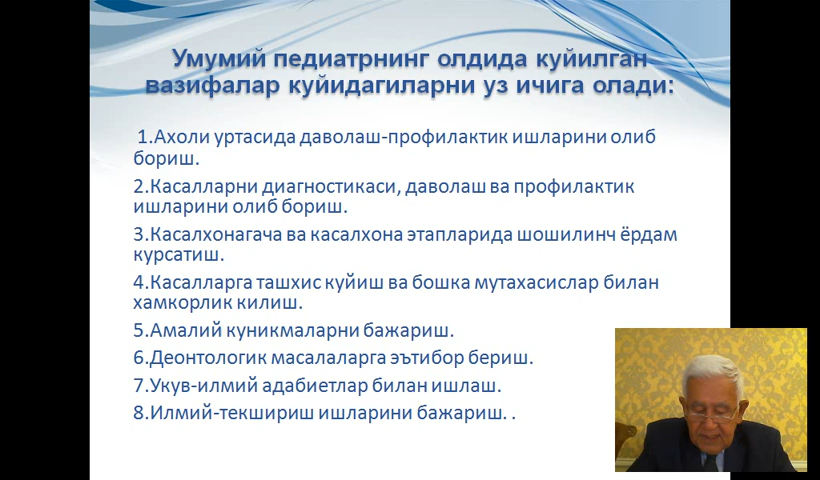 Умумий педиатрнинг олдида куйилган
вазифалар куйидагиларни уз ичига олади:
1.Ахоли уртасида даволаш-профилактик ишларини олиб
бориш.
2.Касалларни диагностикаси, даволаш ва профилактик
ишларини олиб бориш.
3.Касалхонагача ва касалхона этапларида шошилинч ёрдам
курсатиш.
4.Касалларга ташхис куйиш ва бошка мутахасислар билан
хамкорлик килиш.
5.Амалий куникмаларни бажариш.
6.Деонтологик масалаларга эътибор бериш.
7.Укув-илмий адабиетлар билан ишлаш.
8.Илмий-текшириш ишларини бажариш. .